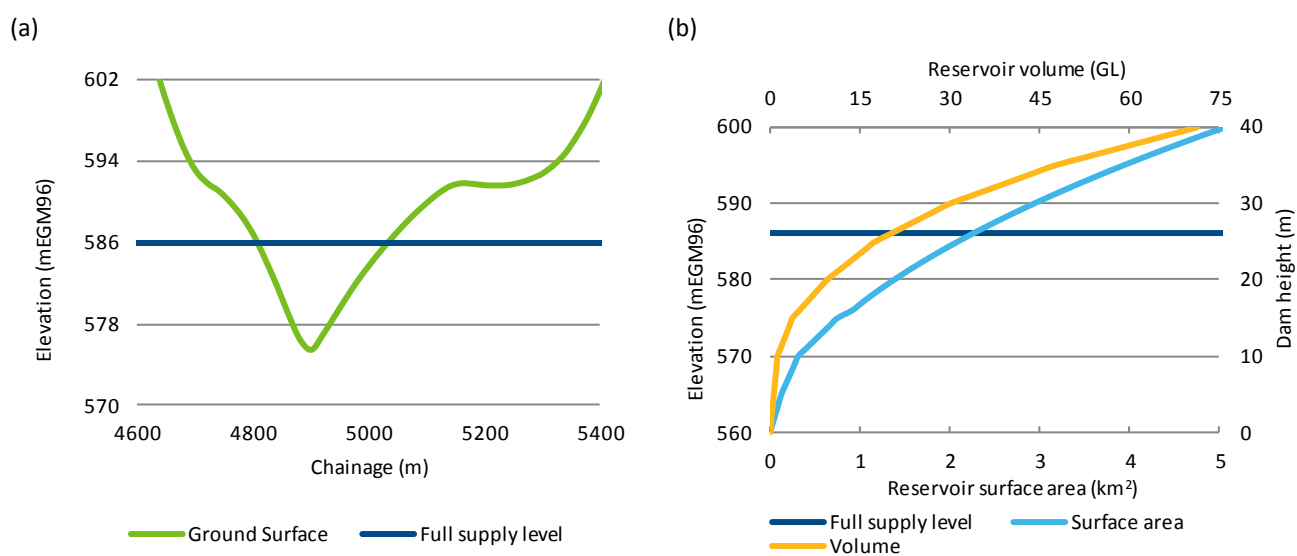 (a)
602
594
586
578
570
Elevation (mEGM96)
4600 4800 5000 5200 5400
Chainage (m)
Ground Surface Full supply level
(b)
Reservoir volume (GL)
0 15 30 45 60 75
600 40
590 30
580 20
570 10
560 0
Elevation (mEGM96)
Dam height (m)
0 1 2 3 4 5
Reservoir surface area (km²)
Full supply level Surface area
Volume